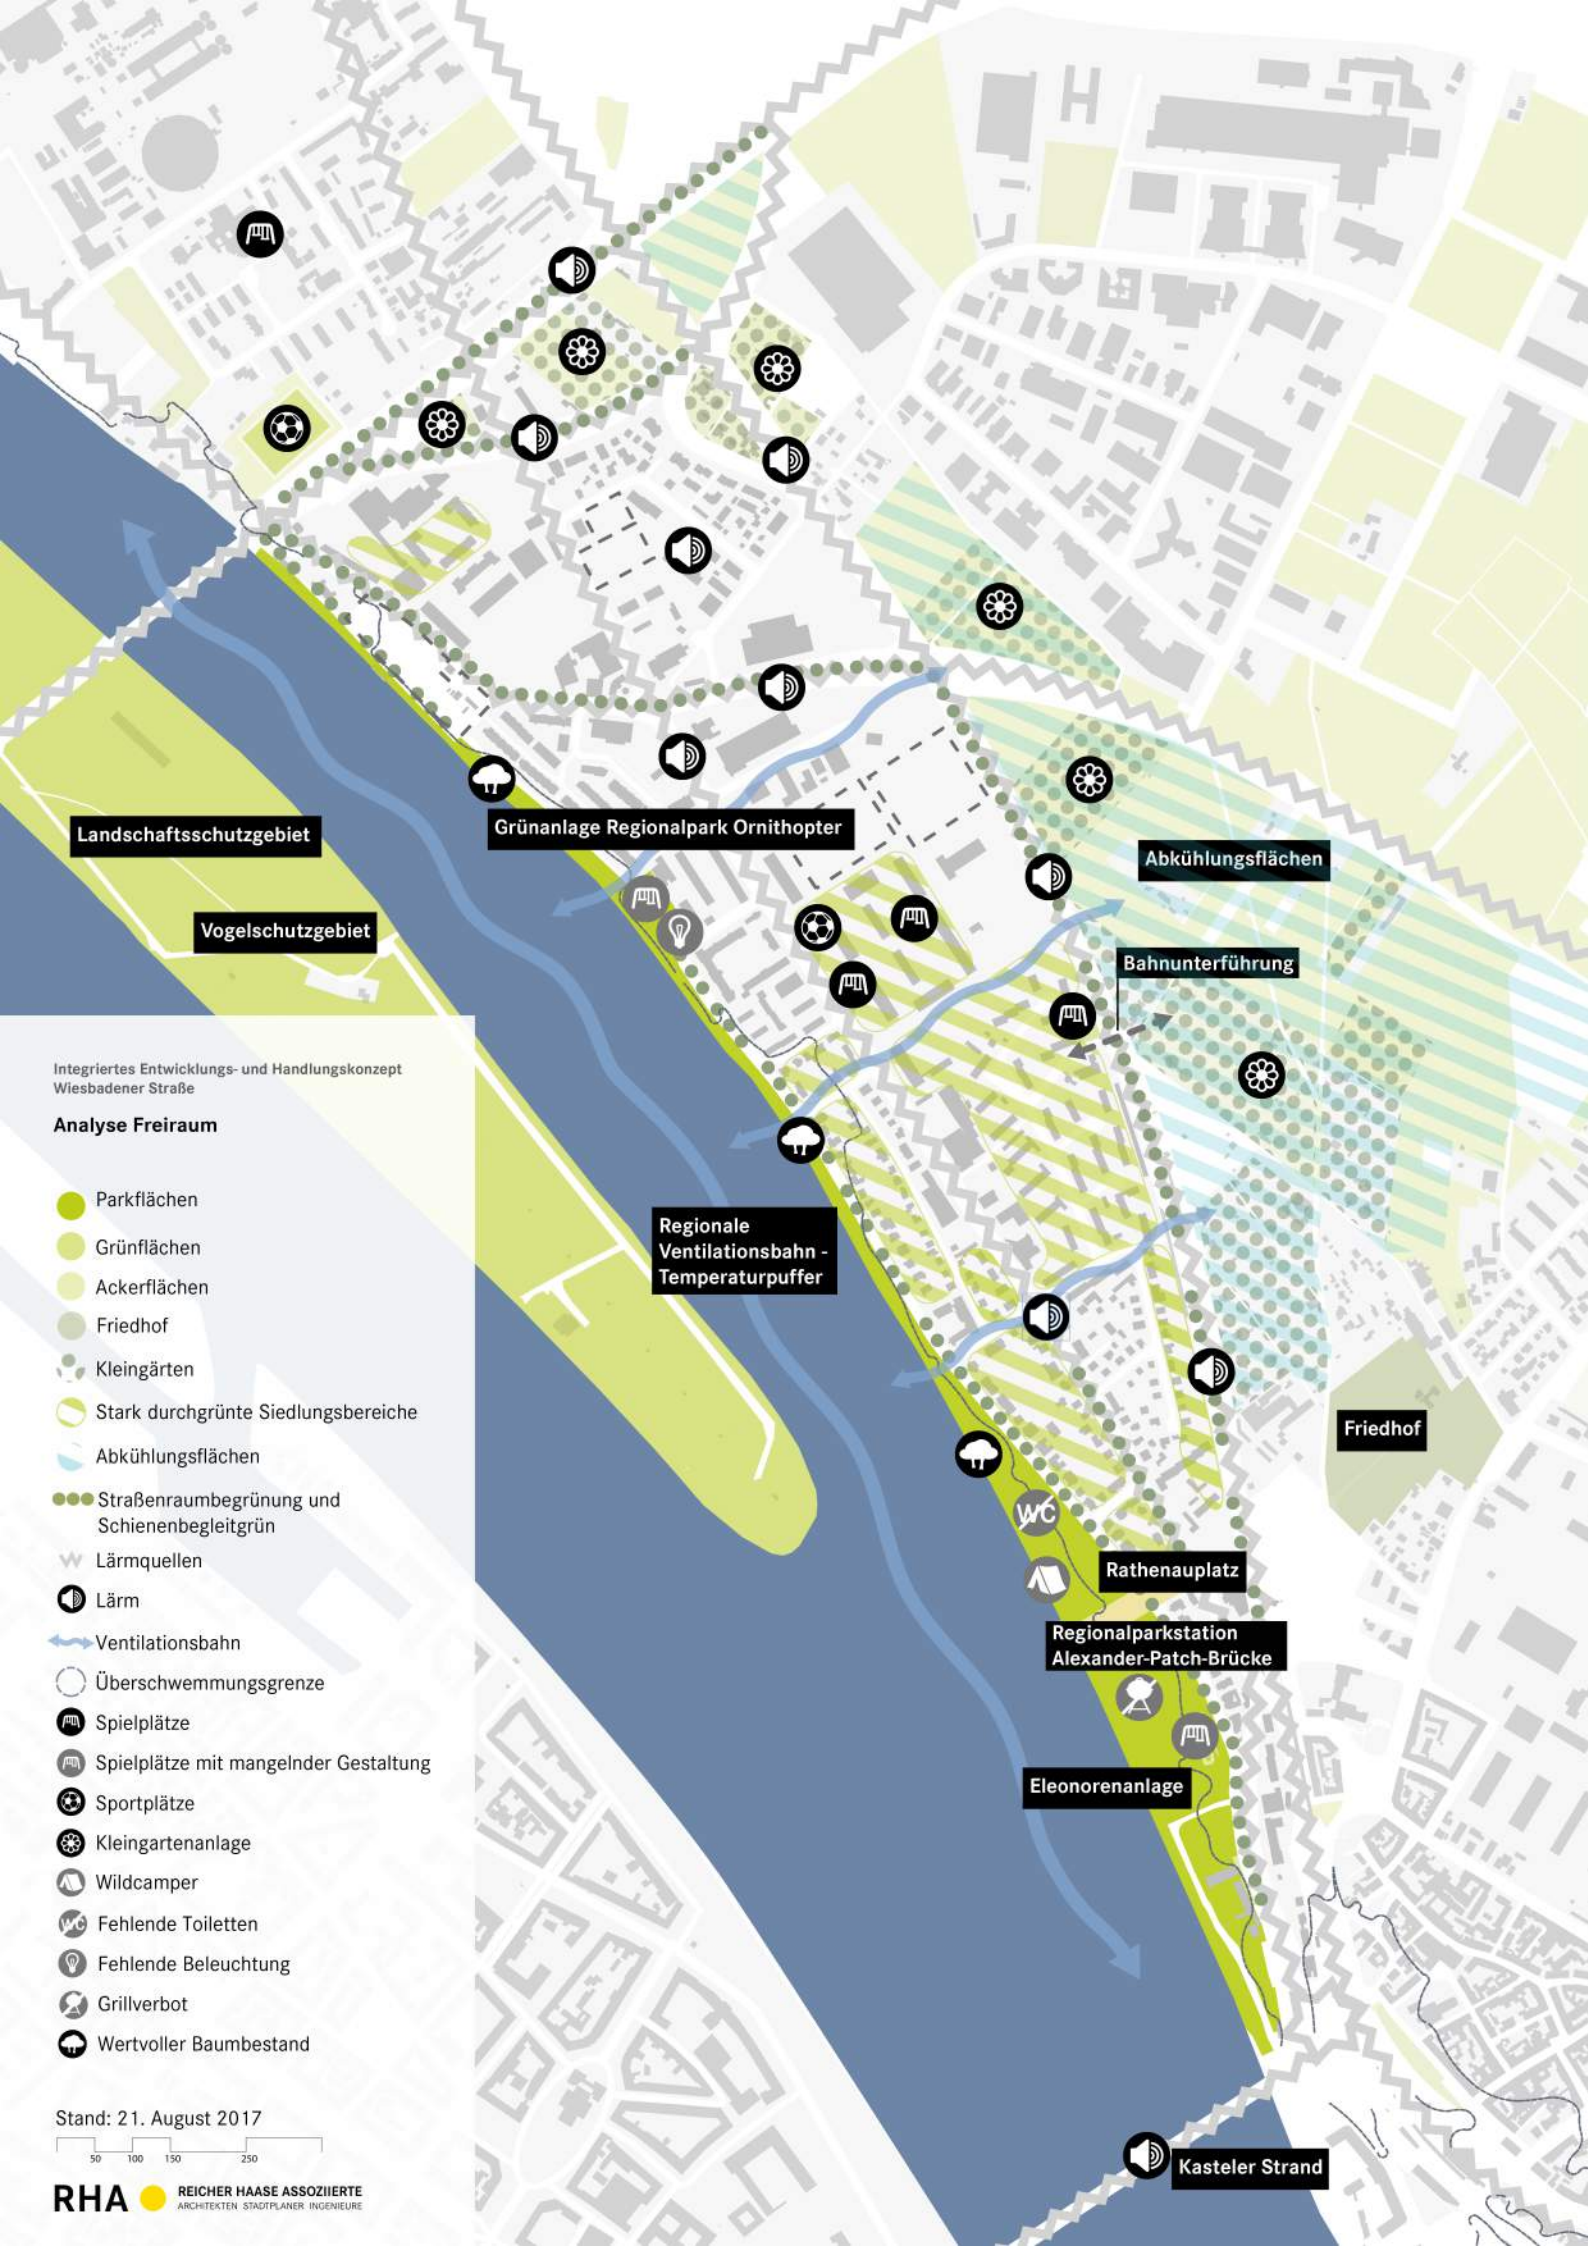 Grünanlage Regionalpark Ornithopter
Landschaftsschutzgebiet
Abkühlungsflächen
Vogelschutzgebiet
Bahnunterführung
Regionale
Ventilationsbahn -
Temperaturpuffer
Friedhof
WC
Rathenauplatz
Regionalparkstation
Alexander-Patch-Brücke
Eleonorenanlage
Kasteler Strand
Integriertes Entwicklungs- und Handlungskonzept
Wiesbadener Straße
Analyse Freiraum
Parkflächen
Grünflächen
Ackerflächen
Friedhof
Kleingärten
Stark durchgrünte Siedlungsbereiche
Abkühlungsflächen
Straßenraumbegrünung und
Schienenbegleitgrün
Lärmquellen
Lärm
Ventilationsbahn
Überschwemmungsgrenze
Spielplätze
Spielplätze mit mangelnder Gestaltung
Sportplätze
Kleingartenanlage
Wildcamper
WC Fehlende Toiletten
Fehlende Beleuchtung
Grillverbot
Wertvoller Baumbestand
Stand: 21. August 2017
50 100 150 250
RHA REICHER HAASE ASSOZIIERTE
ARCHITEKTEN STADTPLANER INGENIEURE